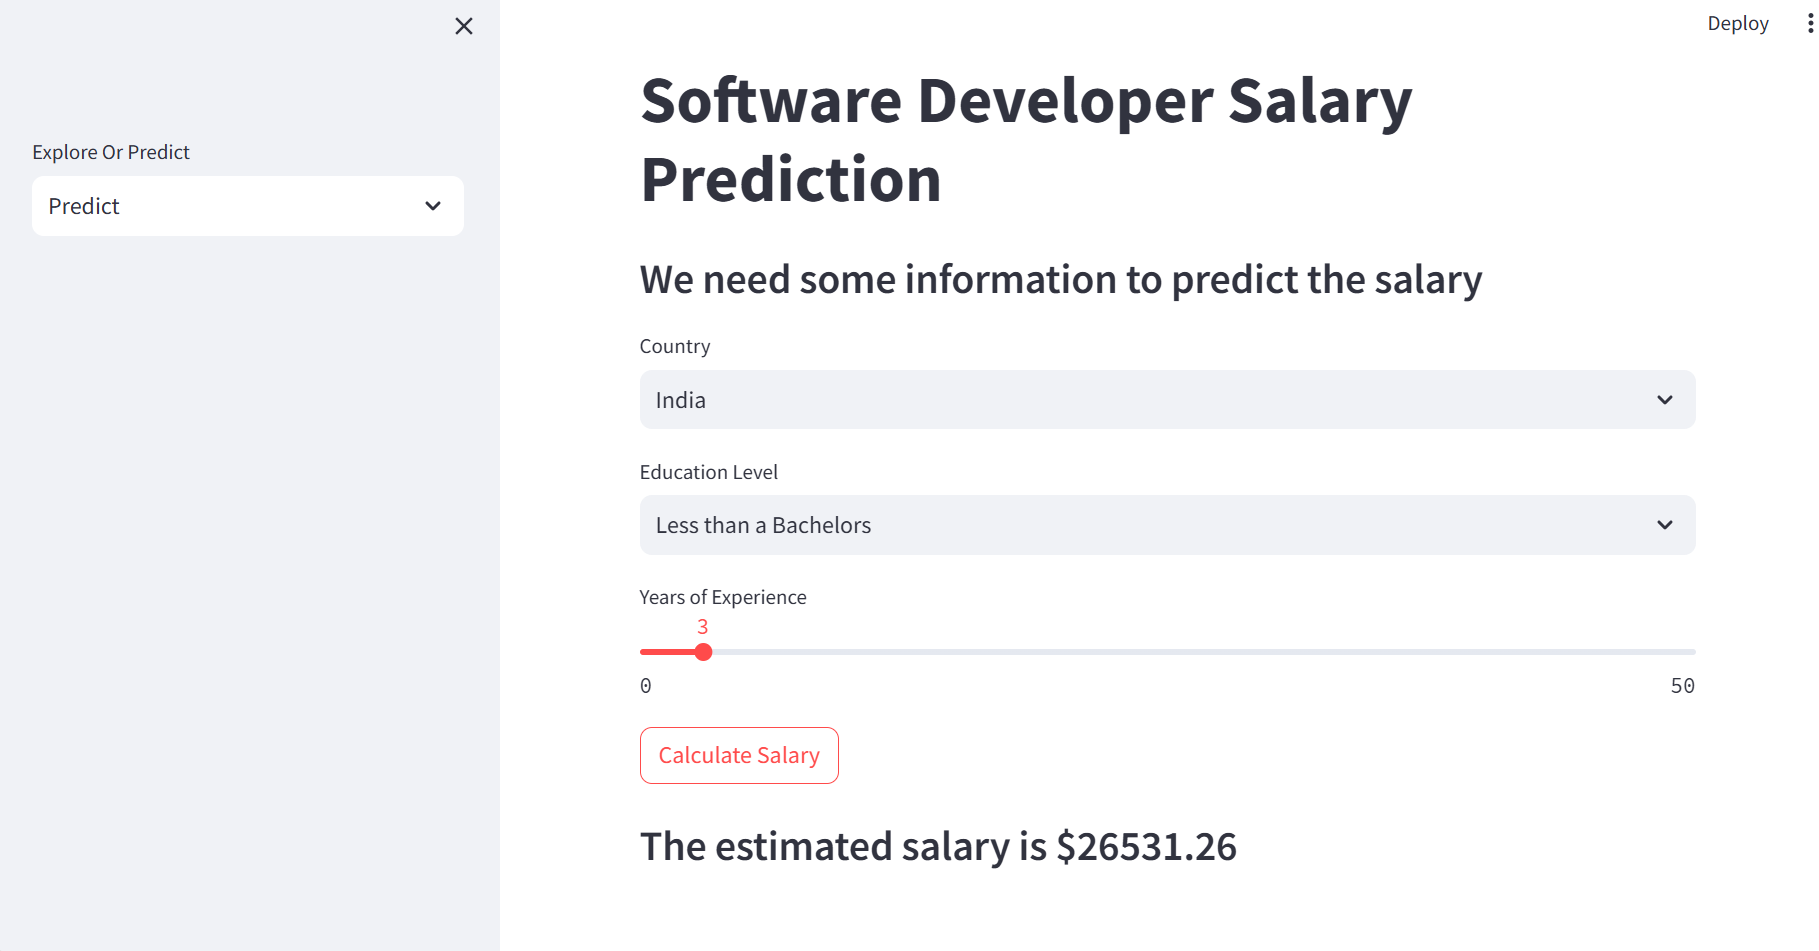 Deploy
Explore Or Predict
Predict
Software Developer Salary
Prediction
We need some information to predict the salary
Country
India
Education Level
Less than a Bachelors
Years of Experience
3
0
50
Calculate Salary
The estimated salary is $26531.26